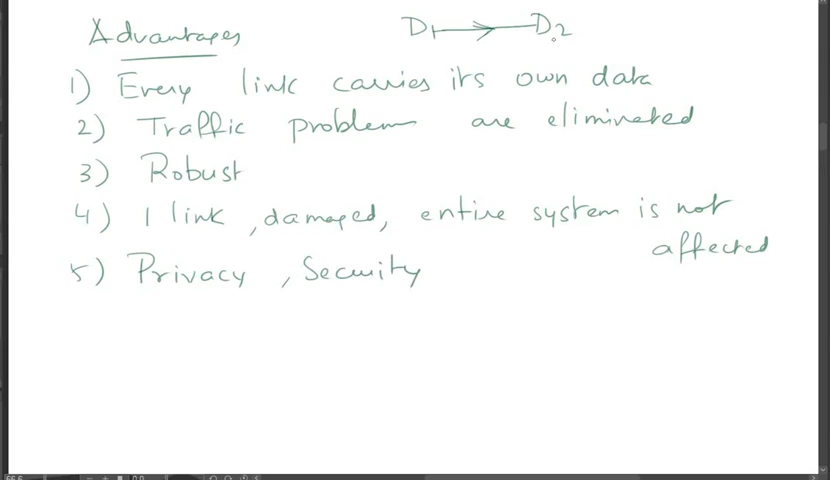 Advantages D1 D2
1) Every link carries its own data
2) Traffic problem are eliminated
3) Robust
4) 1 link, damaged, entire system is not
affected
5) Privacy, Security